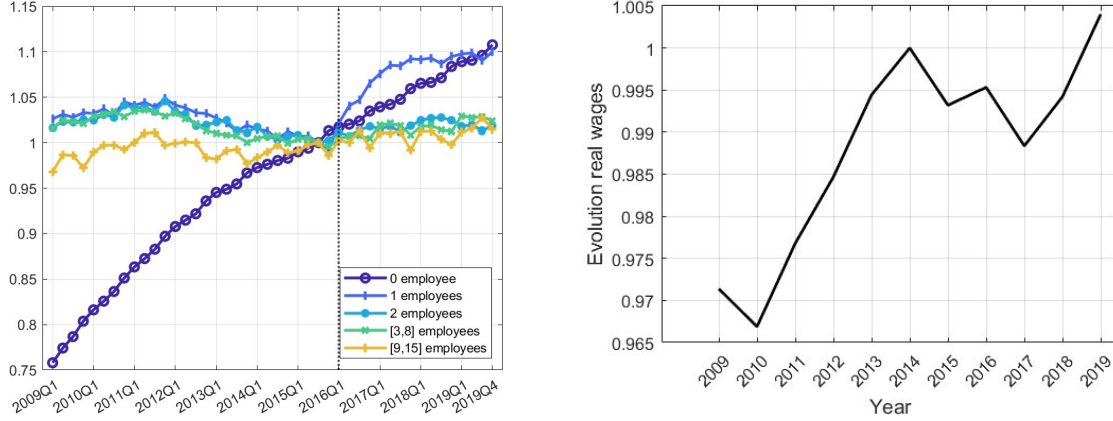 1.15
1.1
1.05
1
0.95
0.9
0.85
0.8
0.75
0 employee
1 employees
2 employees
[3,8] employees
[9,15] employees
2009Q1
2010Q1
2011Q1
2012Q1
2013Q1
2014Q1
2015Q1
2016Q1
2017Q1
2018Q1
2019Q1
2019Q4
Evolution real wages
1.005
1
0.995
0.99
0.985
0.98
0.975
0.97
0.965
2009
2010
2011
2012
2013
2014
2015
2016
2017
2018
2019
Year